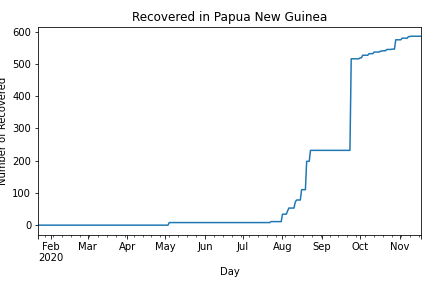 Recovered in Papua New Guinea
Number of Recovered
600
500
400
300
200
100
0
Feb Mar Apr May Jun Jul Aug Sep Oct Nov
2020
Day